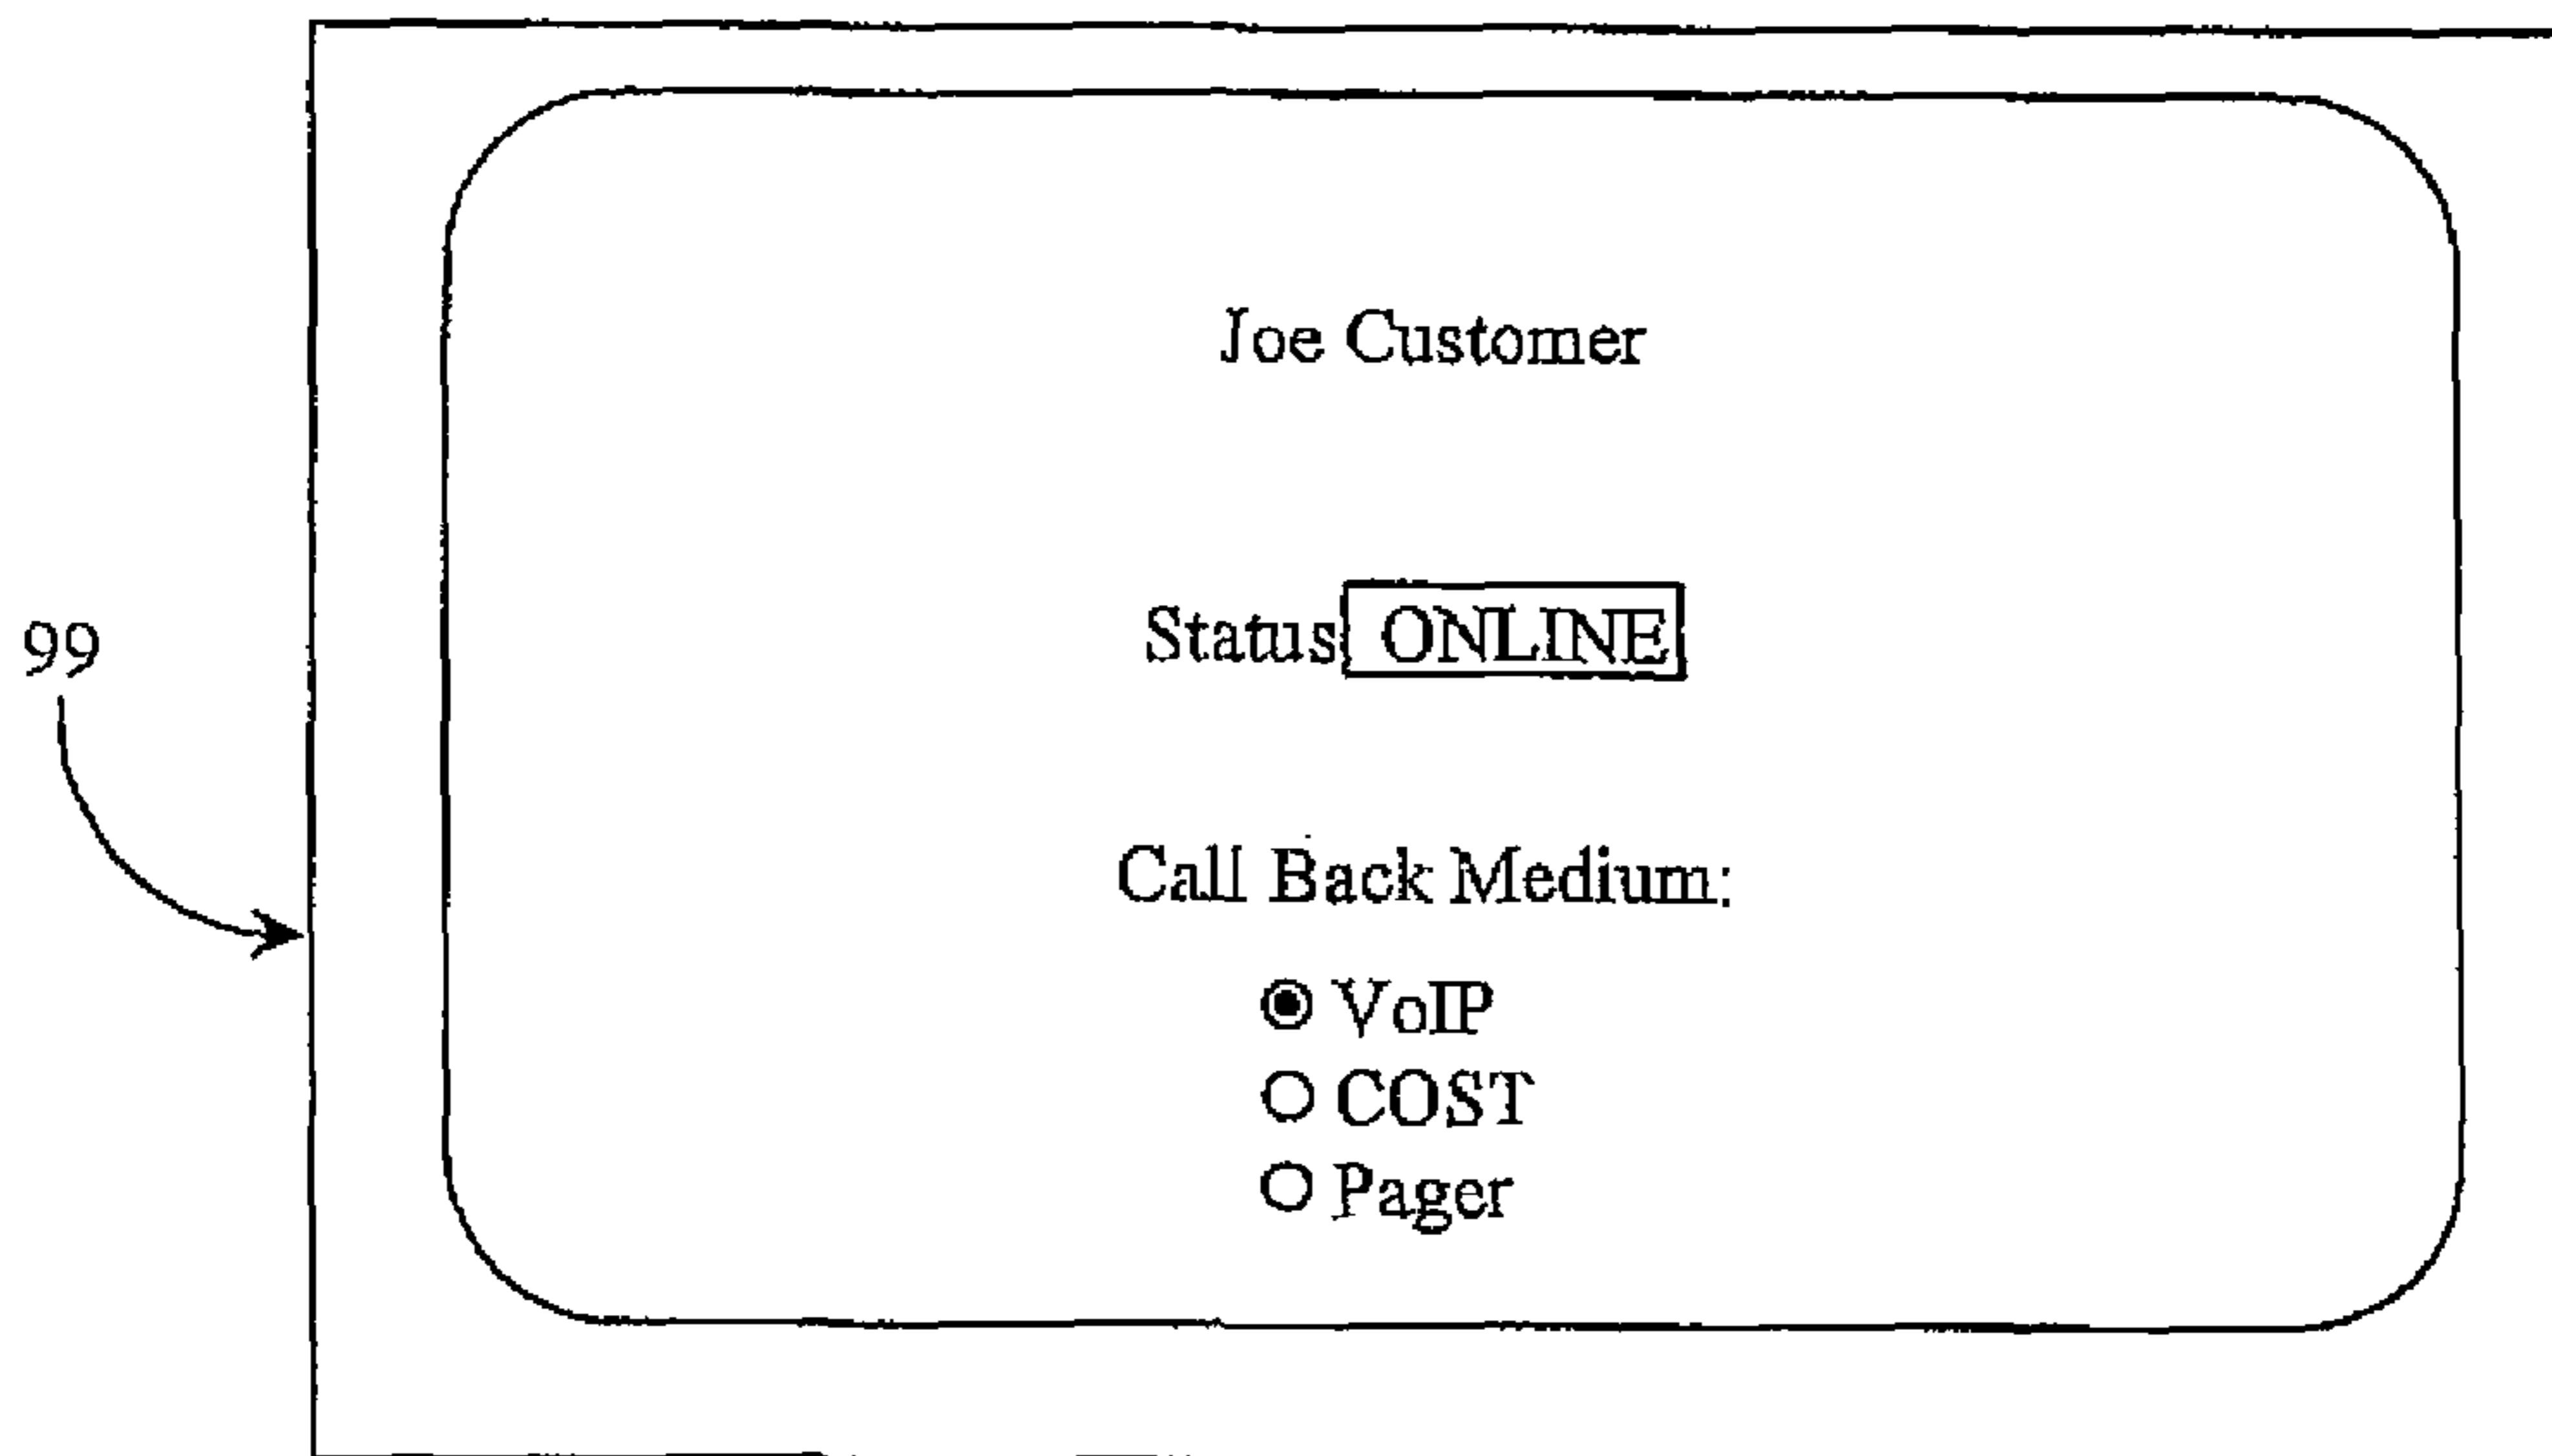 Joe Customer
Status ONLINE
99
Call Back Medium:
VoIP
COST
Pager